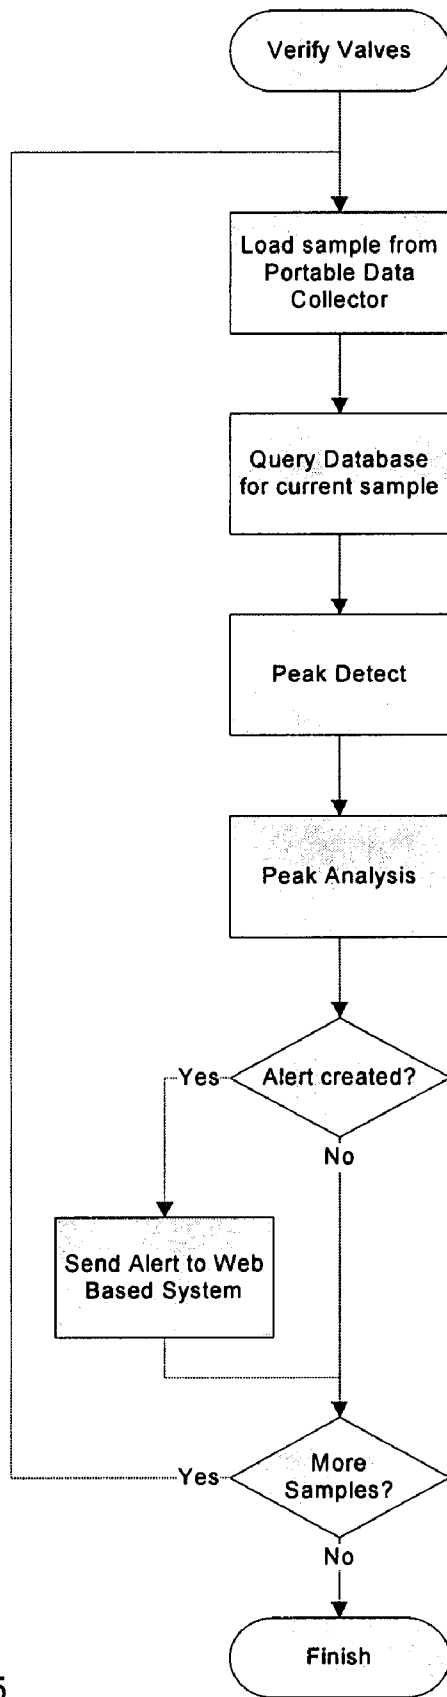 Verify Valves
Load sample from
Portable Data
Collector
Query Database
for current sample
Peak Detect
Peak Analysis
Alert created?
Yes
No
Send Alert to Web
Based System
More
Samples?
Yes
No
Finish
5